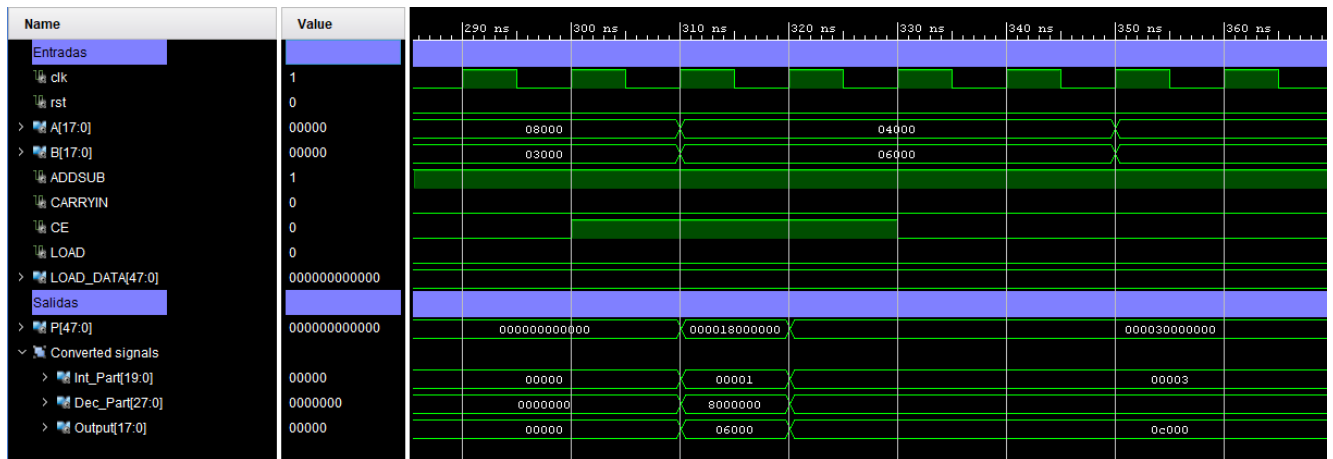 Name Value 290 ns 300 ns 310 ns 320 ns 330 ns 340 ns 350 ns 360 ns
Entradas
clk 1
rst 0
A[17:0] 00000 08000 04000
B[17:0] 00000 03000 06000
ADDSUB 1
CARRYIN 0
CE 0
LOAD 0
LOAD_DATA[47:0] 000000000000
Salidas
P[47:0] 000000000000 000000000000 000018000000 000030000000
Converted signals
Int_Part[19:0] 00000 00000 00001 00003
Dec_Part[27:0] 0000000 0000000 8000000
Output[17:0] 00000 00000 06000 0c000